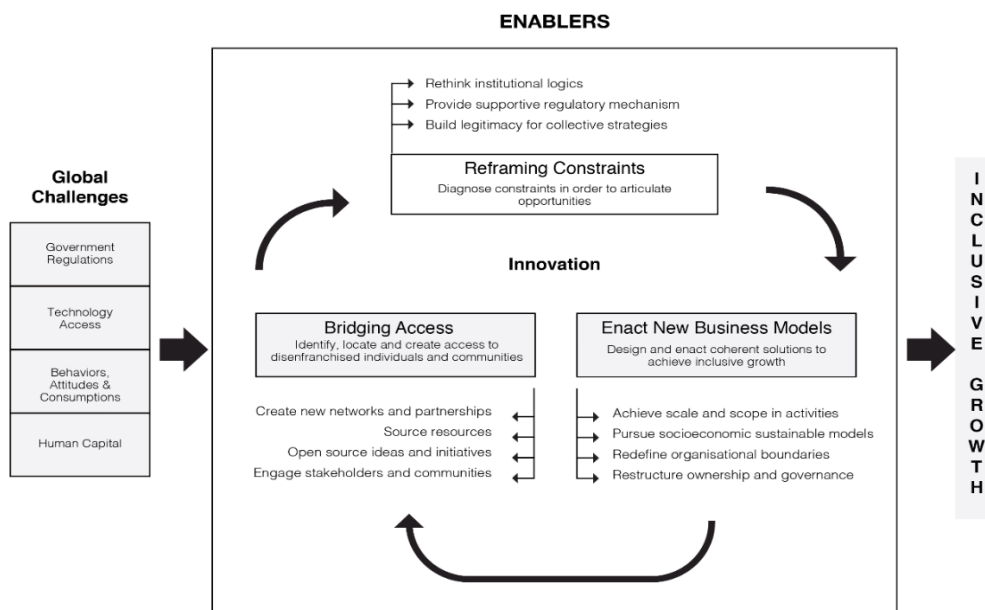 ENABLERS
Rethink institutional logics
Provide supportive regulatory mechanism
Build legitimacy for collective strategies
Reframing Constraints
Diagnose constraints in order to articulate
opportunities
Global
Challenges
Government
Regulations
Technology
Access
Behaviors,
Attitudes &
Consumptions
Human Capital
Innovation
Bridging Access
Identify, locate and create access to
disenfranchised individuals and communities
Create new networks and partnerships
Source resources
Open source ideas and initiatives
Engage stakeholders and communities
Enact New Business Models
Design and enact coherent solutions to
achieve inclusive growth
Achieve scale and scope in activities
Pursue socioeconomic sustainable models
Redefine organisational boundaries
Restructure ownership and governance
INCLUSIVE GROWTH